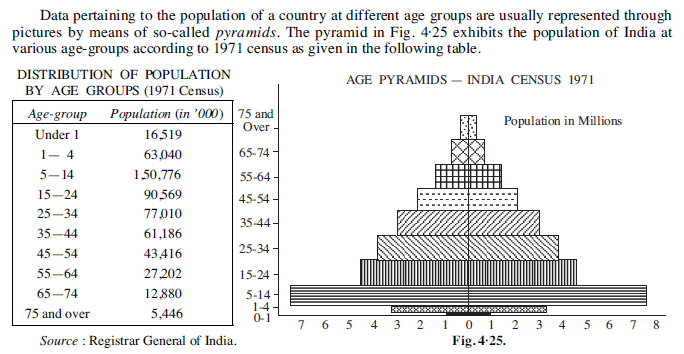 Data pertaining to the population of a country at different age groups are usually represented through
pictures by means of so-called pyramids. The pyramid in Fig. 4·25 exhibits the population of India at
various age-groups according to 1971 census as given in the following table.
DISTRIBUTION OF POPULATION
BY AGE GROUPS (1971 Census)
Age-group Population (in ’000)
Under 1 16,519
1— 4 63,040
5—14 1,50,776
15—24 90,569
25—34 77,010
35—44 61,186
45—54 43,416
55—64 27,202
65—74 12,880
75 and over 5,446
Source : Registrar General of India.
AGE PYRAMIDS — INDIA CENSUS 1971
Population in Millions
75 and
Over
65-74
55-64
45-54
35-44
25-34
15-24
5-14
1-4
0-1
7 6 5 4 3 2 1 0 1 2 3 4 5 6 7 8
Fig. 4·25.